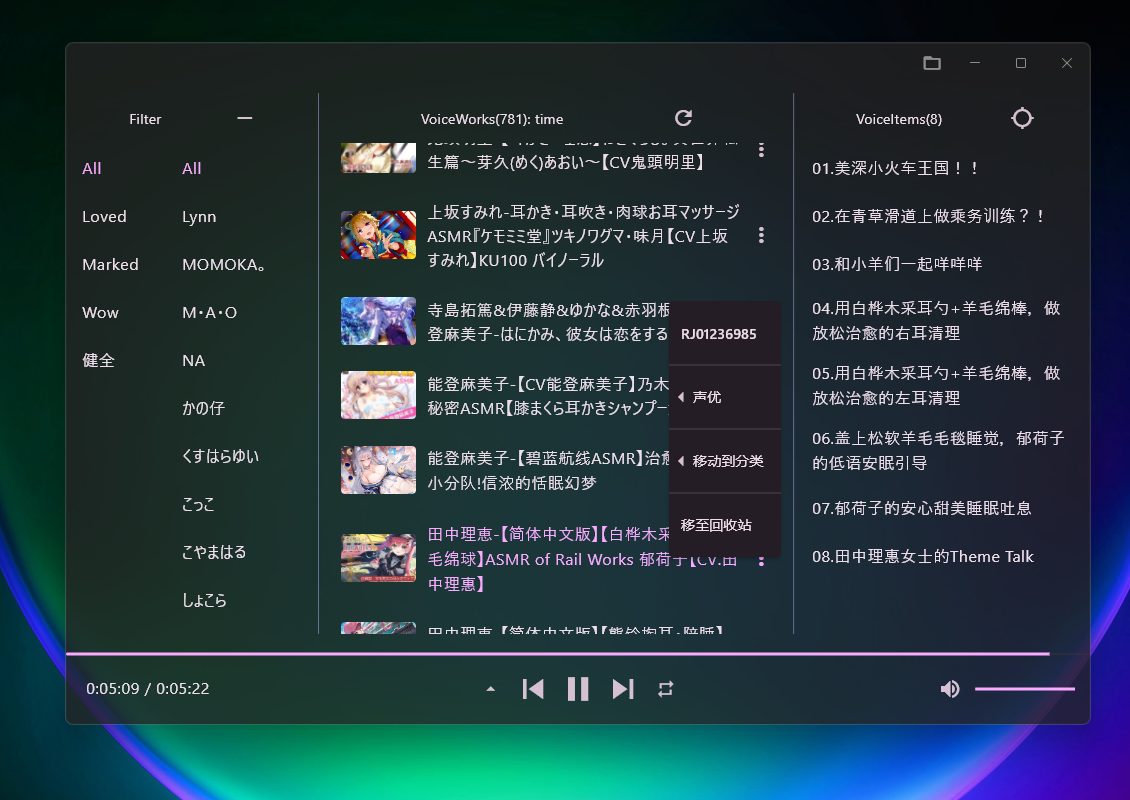 Filter
All
Loved
Marked
Wow
健全
All
Lynn
MOMOKA。
M・A・O
NA
かの仔
くすはらゆい
こっこ
こやまはる
しょこら
VoiceWorks(781): time
生篇～芽久(めく)あおい～【CV鬼頭明里】
上坂すみれ-耳かき・耳吹き・肉球お耳マッサージ
ASMR『ケモミミ堂』ツキノワグマ・味月【CV上坂
すみれ】KU100 バイノーラル
寺島拓篤&伊藤静&ゆかな&赤羽根
登麻美子-はにかみ、彼女は恋をする
能登麻美子-【CV能登麻美子】乃木
秘密ASMR【膝まくら耳かきシャンプー
能登麻美子-【碧蓝航线ASMR】治愈
小分队!信浓的恬眠幻梦
田中理恵-【简体中文版】【白桦木采
毛绵球】ASMR of Rail Works 郁荷子【CV.田
中理惠】
田中理恵-【简体中文版】【熊铃掏耳・陪睡】
RJ01236985
声优
移动到分类
移至回收站
VoiceItems(8)
01.美深小火车王国！！
02.在青草滑道上做乘务训练？！
03.和小羊们一起咩咩咩
04.用白桦木采耳勺+羊毛绵棒，做
放松治愈的右耳清理
05.用白桦木采耳勺+羊毛绵棒，做
放松治愈的左耳清理
06.盖上松软羊毛毛毯睡觉，郁荷子
的低语安眠引导
07.郁荷子的安心甜美睡眠吐息
08.田中理惠女士的Theme Talk
0:05:09 / 0:05:22